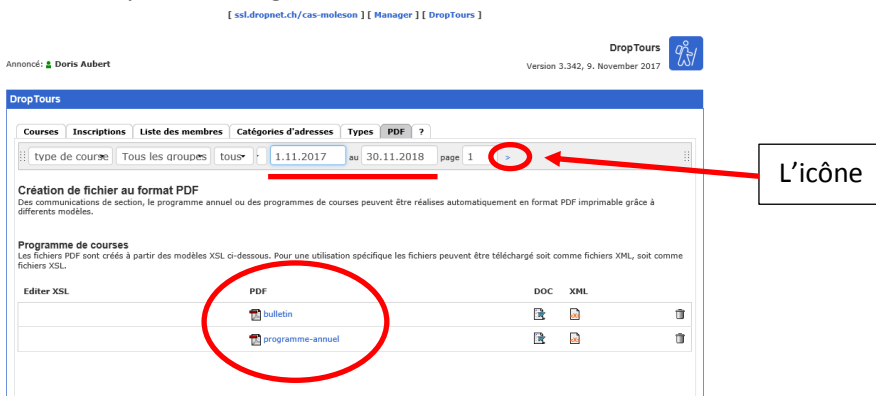 [ ssl.dropnet.ch/cas-moleson ] [ Manager ] [ DropTours ]
DropTours
Annoncé: Doris Aubert
Version 3.342, 9. November 2017
DropTours
Courses Inscriptions Liste des membres Catégories d'adresses Types PDF ?
type de course Tous les groupes tous 1.11.2017 au 30.11.2018 page 1 >
L'icône
Création de fichier au format PDF
Des communications de section, le programme annuel ou des programmes de courses peuvent être réalises automatiquement en format PDF imprimable grâce à
differents modèles.
Programme de courses
Les fichiers PDF sont créés à partir des modèles XSL ci-dessous. Pour une utilisation spécifique les fichiers peuvent être téléchargé soit comme fichiers XML, soit comme
fichiers XSL.
Editer XSL PDF DOC XML
bulletin
programme-annuel